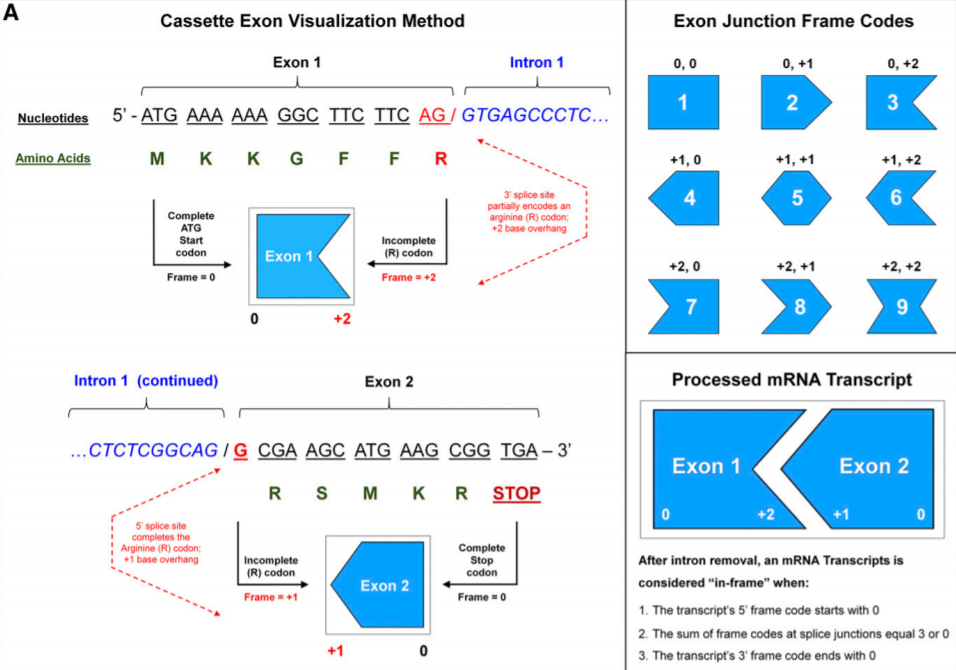 A
Cassette Exon Visualization Method
Exon 1
Intron 1
Nucleotides
5’ - ATG AAA AAA GGC TTC TTC AG / GTGAGCCCTC...
Amino Acids
M K K G F F R
3’ splice site
partially encodes an
arginine (R) codon;
+2 base overhang
Complete
ATG
Start
codon
Frame = 0
Exon 1
Incomplete
(R) codon
Frame = +2
0
+2
Intron 1 (continued)
Exon 2
...CTCTCGGCAG / G CGA AGC ATG AAG CGG TGA – 3’
R S M K R STOP
5’ splice site
completes the
Arginine (R) codon;
+1 base overhang
Incomplete
(R) codon
Frame = +1
Exon 2
Complete
Stop
codon
Frame = 0
+1
0
Exon Junction Frame Codes
0, 0
0, +1
0, +2
1
2
3
+1, 0
+1, +1
+1, +2
4
5
6
+2, 0
+2, +1
+2, +2
7
8
9
Processed mRNA Transcript
Exon 1
Exon 2
0
+2
+1
0
After intron removal, an mRNA Transcripts is
considered “in-frame” when:
1. The transcript’s 5’ frame code starts with 0
2. The sum of frame codes at splice junctions equal 3 or 0
3. The transcript’s 3’ frame code ends with 0